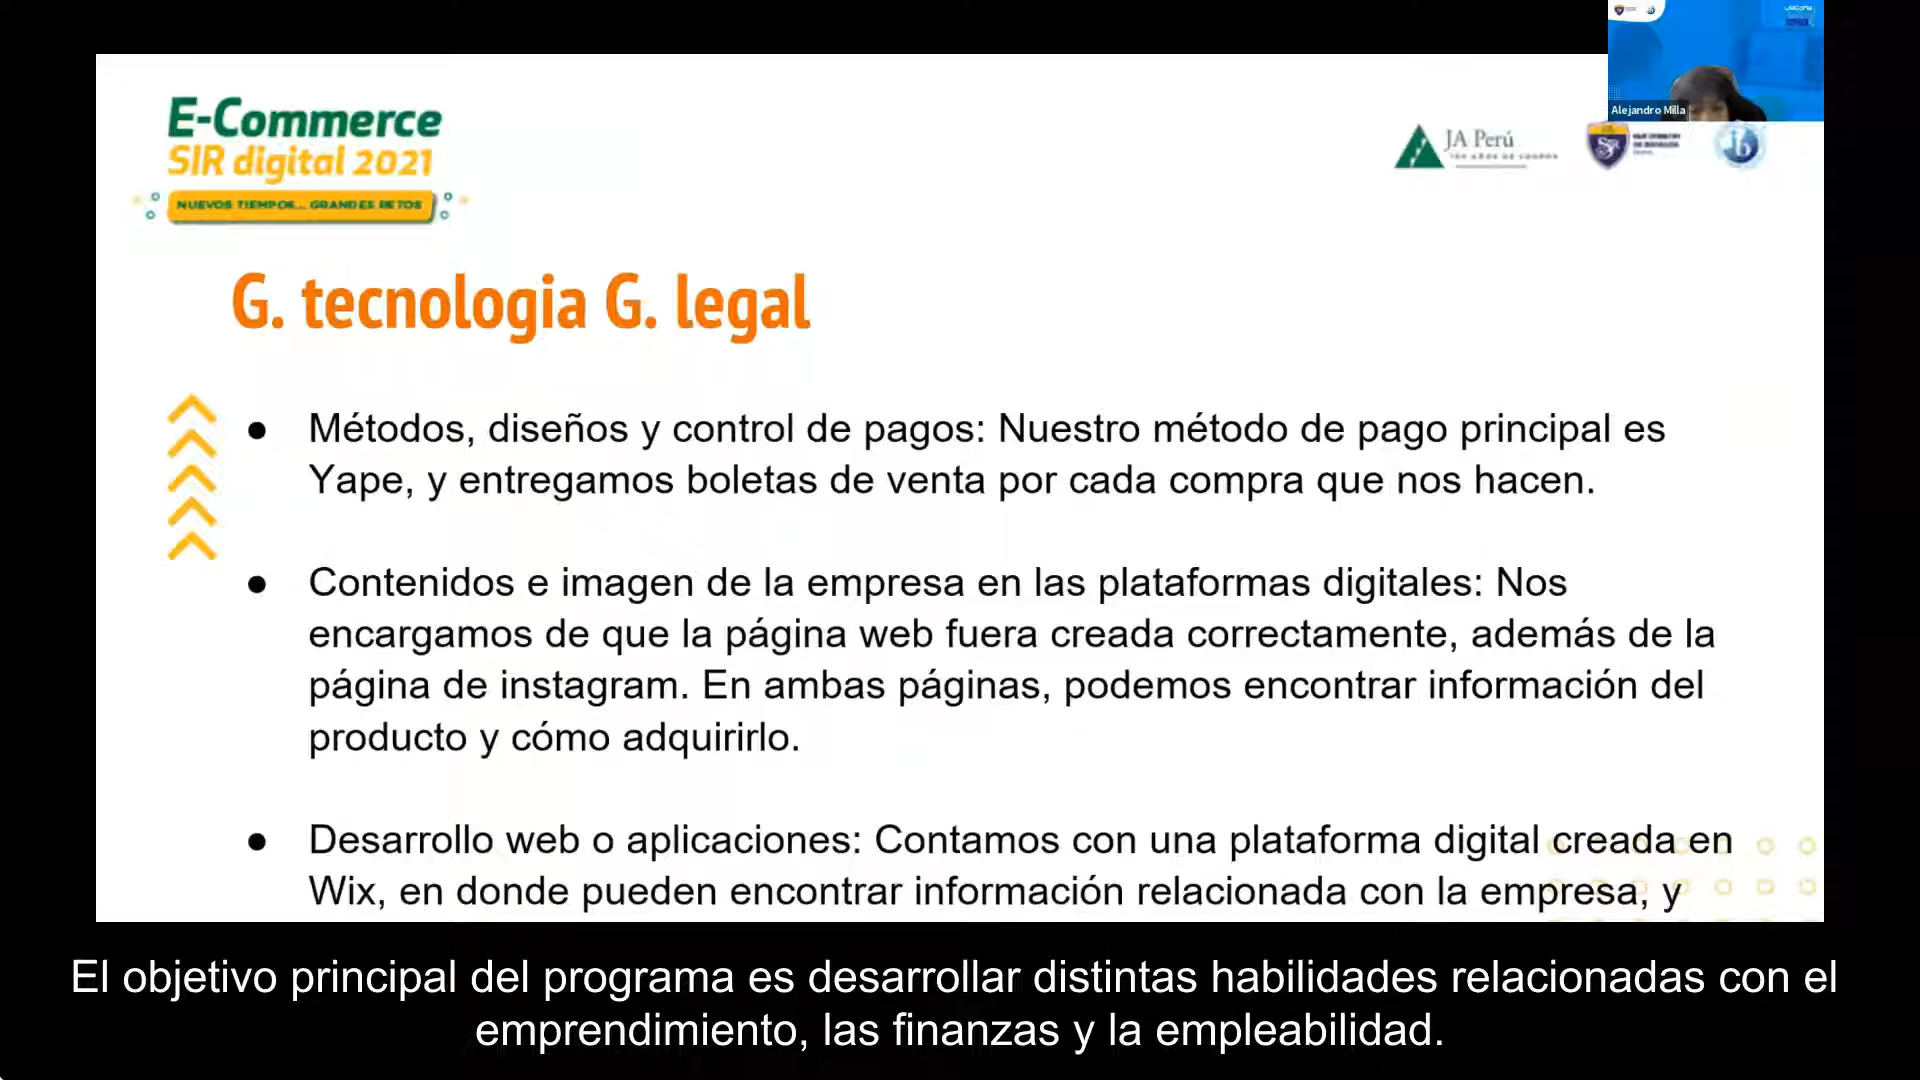 Alejandro Milla
E-Commerce
SIR digital 2021
NUEVOS TIEMPOS... GRANDES RETOS
JA Perú
G. tecnologia G. legal
● Métodos, diseños y control de pagos: Nuestro método de pago principal es
Yape, y entregamos boletas de venta por cada compra que nos hacen.
● Contenidos e imagen de la empresa en las plataformas digitales: Nos
encargamos de que la página web fuera creada correctamente, además de la
página de instagram. En ambas páginas, podemos encontrar información del
producto y cómo adquirirlo.
● Desarrollo web o aplicaciones: Contamos con una plataforma digital creada en
Wix, en donde pueden encontrar información relacionada con la empresa, y
El objetivo principal del programa es desarrollar distintas habilidades relacionadas con el
emprendimiento, las finanzas y la empleabilidad.